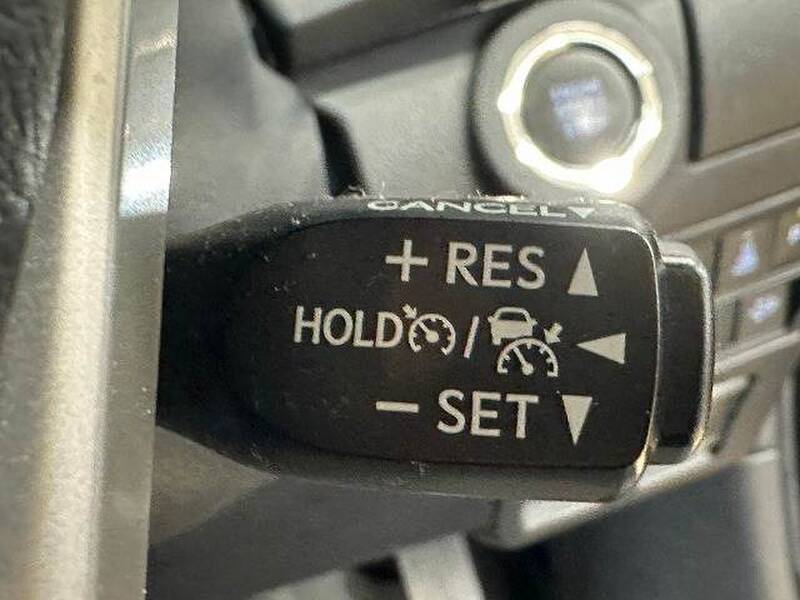 CANCEL▼
+ RES ▲
HOLD / ◀
− SET ▼